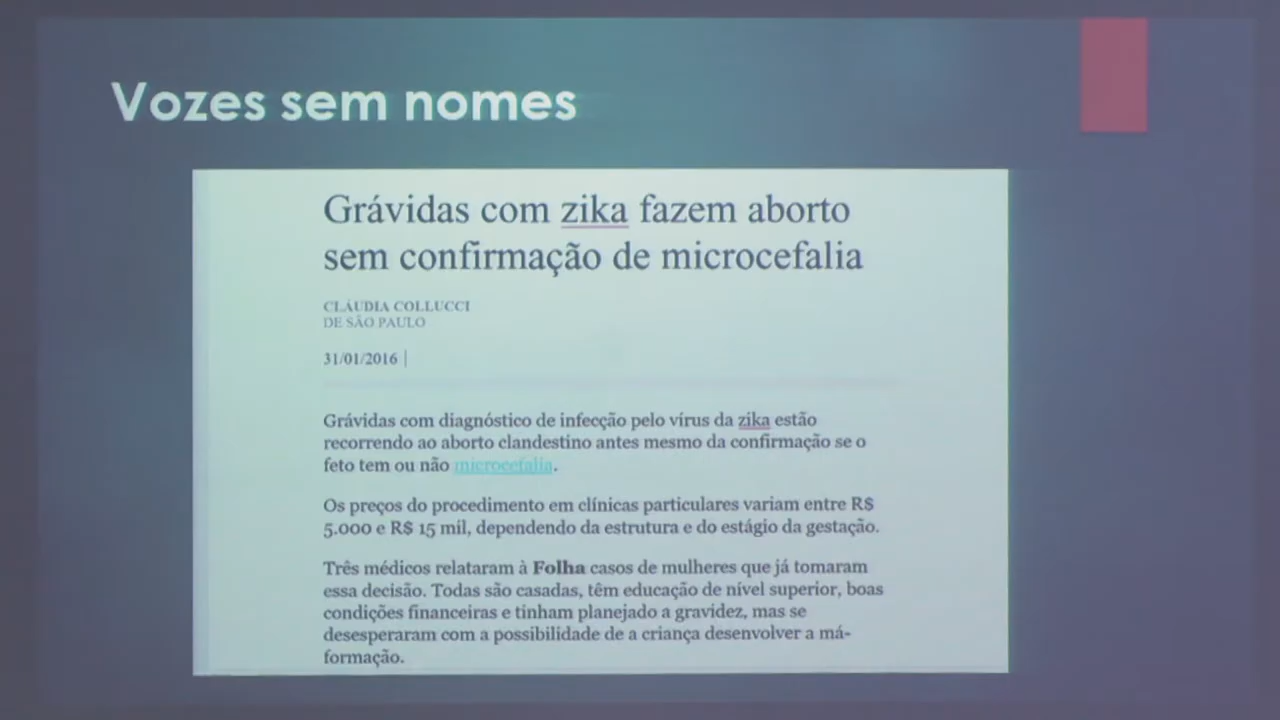 Vozes sem nomes
Grávidas com zika fazem aborto
sem confirmação de microcefalia
CLÁUDIA COLLUCCI
DE SÃO PAULO
31/01/2016
Grávidas com diagnóstico de infecção pelo vírus da zika estão
recorrendo ao aborto clandestino antes mesmo da confirmação se o
feto tem ou não microcefalia.
Os preços do procedimento em clínicas particulares variam entre R$
5.000 e R$ 15 mil, dependendo da estrutura e do estágio da gestação.
Três médicos relataram à Folha casos de mulheres que já tomaram
essa decisão. Todas são casadas, têm educação de nível superior, boas
condições financeiras e tinham planejado a gravidez, mas se
desesperaram com a possibilidade de a criança desenvolver a má-
formação.